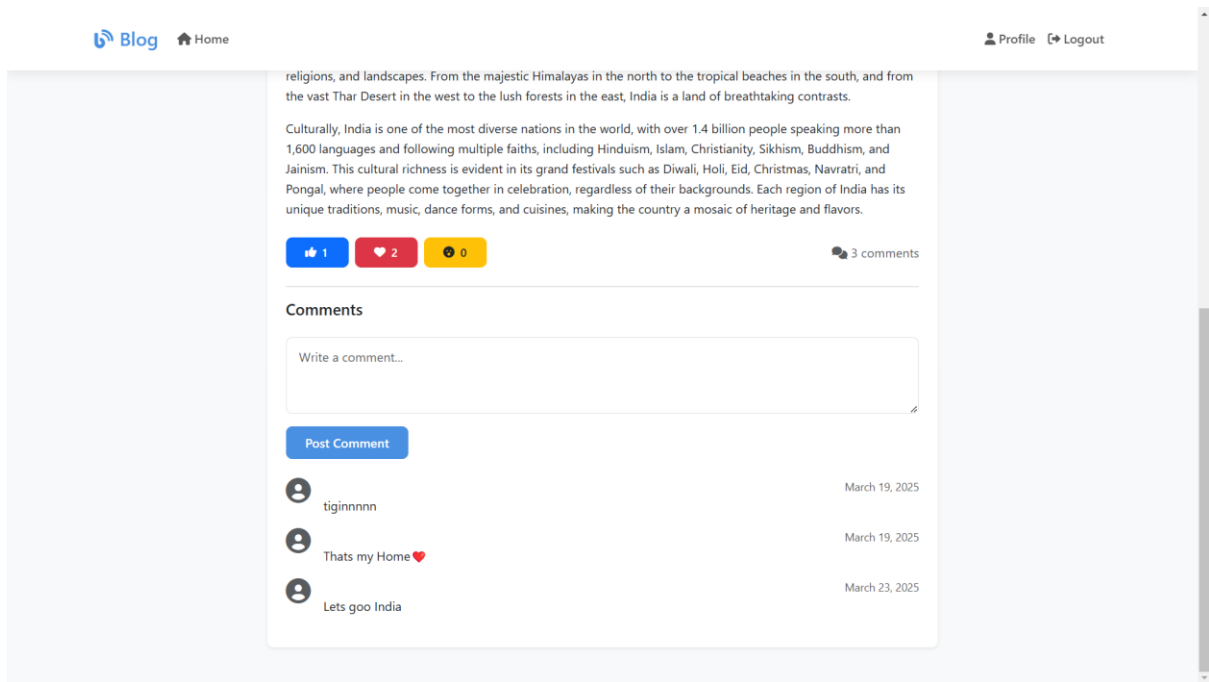 Blog Home Profile Logout
religions, and landscapes. From the majestic Himalayas in the north to the tropical beaches in the south, and from
the vast Thar Desert in the west to the lush forests in the east, India is a land of breathtaking contrasts.
Culturally, India is one of the most diverse nations in the world, with over 1.4 billion people speaking more than
1,600 languages and following multiple faiths, including Hinduism, Islam, Christianity, Sikhism, Buddhism, and
Jainism. This cultural richness is evident in its grand festivals such as Diwali, Holi, Eid, Christmas, Navratri, and
Pongal, where people come together in celebration, regardless of their backgrounds. Each region of India has its
unique traditions, music, dance forms, and cuisines, making the country a mosaic of heritage and flavors.
1 2 0 3 comments
Comments
Write a comment...
Post Comment
March 19, 2025
tiginnnnn
March 19, 2025
Thats my Home❤️
March 23, 2025
Lets goo India